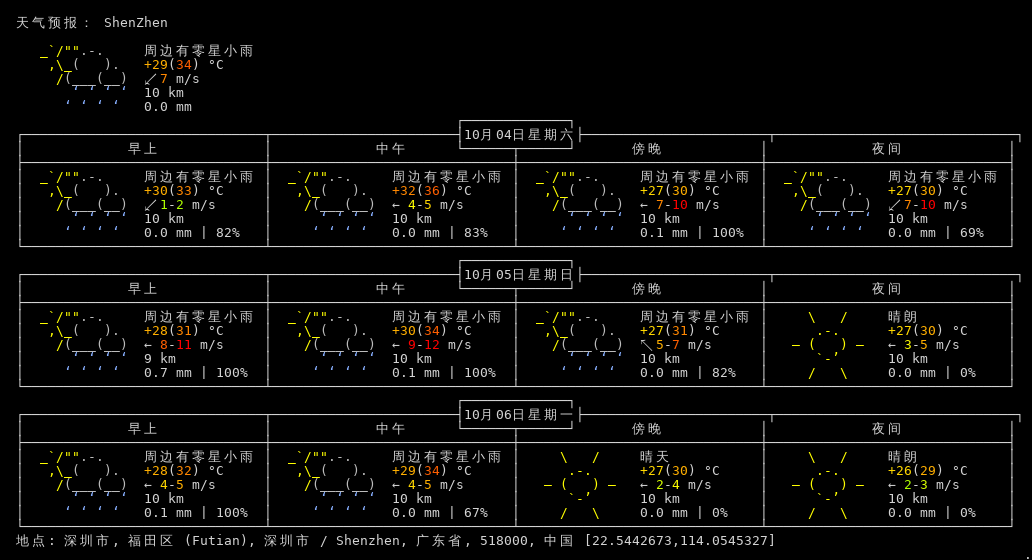 天气预报： ShenZhen
周边有零星小雨
+29(34) °C
↙ 7 m/s
10 km
0.0 mm
10月04日星期六
早上 中午 傍晚 夜间
周边有零星小雨 周边有零星小雨 周边有零星小雨 周边有零星小雨
+30(33) °C +32(36) °C +27(30) °C +27(30) °C
↙ 1-2 m/s ← 4-5 m/s ← 7-10 m/s ↙ 7-10 m/s
10 km 10 km 10 km 10 km
0.0 mm | 82% 0.0 mm | 83% 0.1 mm | 100% 0.0 mm | 69%
10月05日星期日
早上 中午 傍晚 夜间
周边有零星小雨 周边有零星小雨 周边有零星小雨 晴朗
+28(31) °C +30(34) °C +27(31) °C +27(30) °C
← 8-11 m/s ← 9-12 m/s ↖ 5-7 m/s ← 3-5 m/s
9 km 10 km 10 km 10 km
0.7 mm | 100% 0.1 mm | 100% 0.0 mm | 82% 0.0 mm | 0%
10月06日星期一
早上 中午 傍晚 夜间
周边有零星小雨 周边有零星小雨 晴天 晴朗
+28(32) °C +29(34) °C +27(30) °C +26(29) °C
← 4-5 m/s ← 4-5 m/s ← 2-4 m/s ← 2-3 m/s
10 km 10 km 10 km 10 km
0.1 mm | 100% 0.0 mm | 67% 0.0 mm | 0% 0.0 mm | 0%
地点: 深圳市, 福田区 (Futian), 深圳市 / Shenzhen, 广东省, 518000, 中国 [22.5442673,114.0545327]